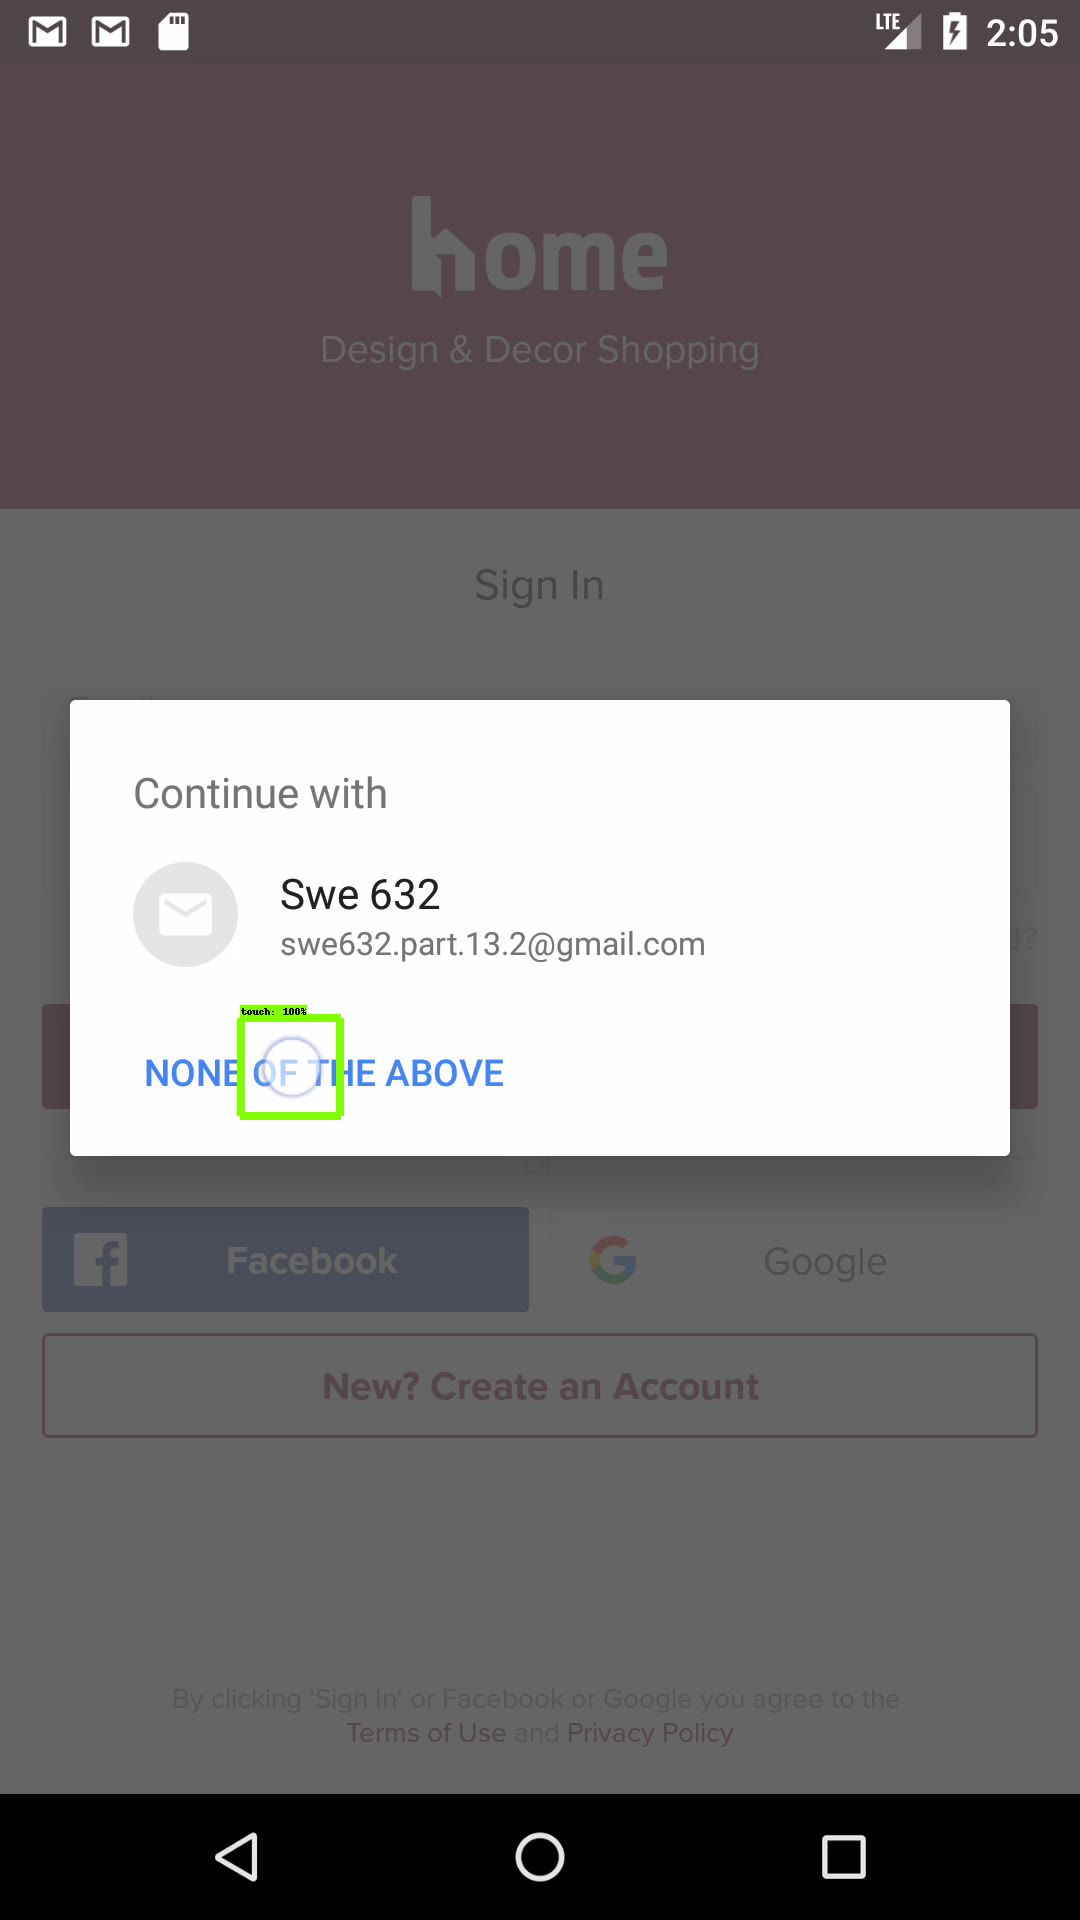 LTE 2:05
home
Design & Decor Shopping
Sign In
Continue with
Swe 632
swe632.part.13.2@gmail.com
touch: 100%
NONE OF THE ABOVE
Facebook
Google
New? Create an Account
By clicking 'Sign In' or Facebook or Google you agree to the
Terms of Use and Privacy Policy